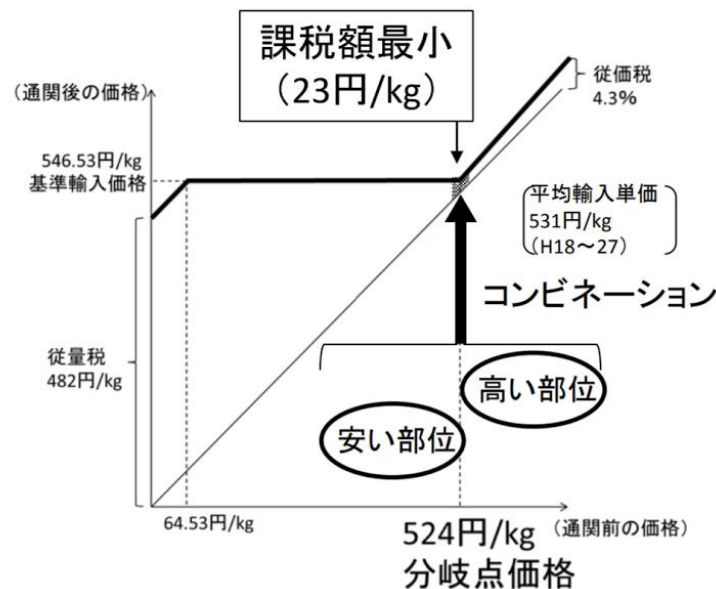 課税額最小
（23円/kg）
従価税
4.3%
（通関後の価格）
546.53円/kg
基準輸入価格
平均輸入単価
531円/kg
（H18～27）
コンビネーション
従量税
482円/kg
高い部位
安い部位
64.53円/kg
524円/kg
（通関前の価格）
分岐点価格